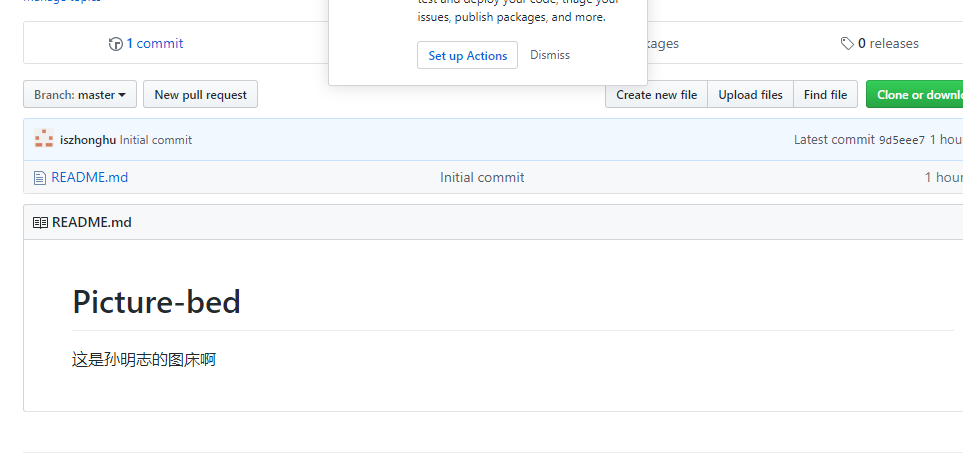 manage topics
test and deploy your code, triage your
issues, publish packages, and more.
1 commit
kages
0 releases
Set up Actions
Dismiss
Branch: master
New pull request
Create new file
Upload files
Find file
Clone or downlo
iszhonghu Initial commit
Latest commit 9d5eee7 1 hou
README.md
Initial commit
1 hour
README.md
Picture-bed
这是孙明志的图床啊